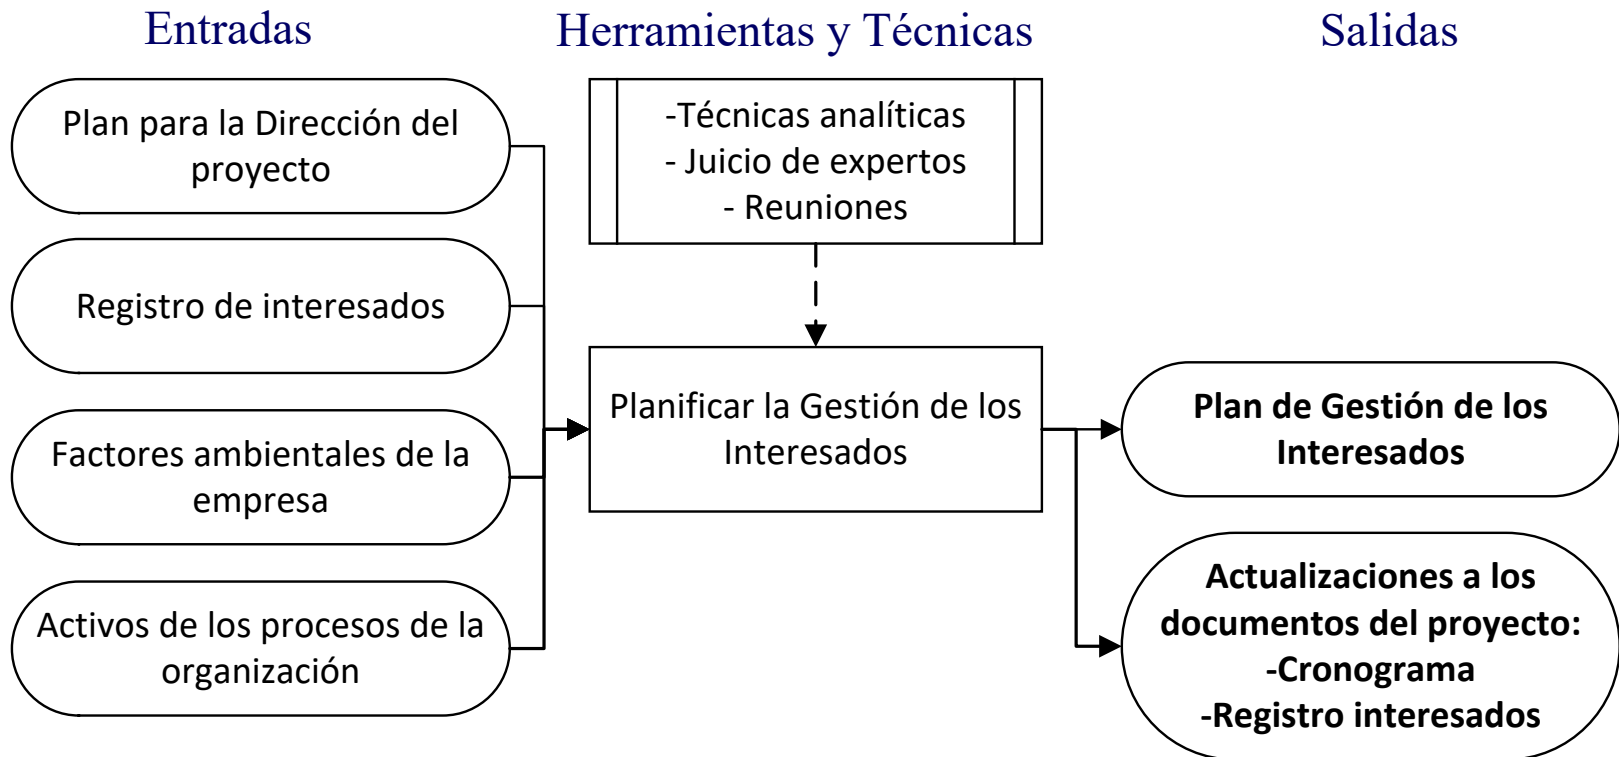 Entradas
Herramientas y Técnicas
Salidas
Plan para la Dirección del
proyecto
Registro de interesados
Factores ambientales de la
empresa
Activos de los procesos de la
organización
-Técnicas analíticas
- Juicio de expertos
- Reuniones
Planificar la Gestión de los
Interesados
Plan de Gestión de los
Interesados
Actualizaciones a los
documentos del proyecto:
-Cronograma
-Registro interesados